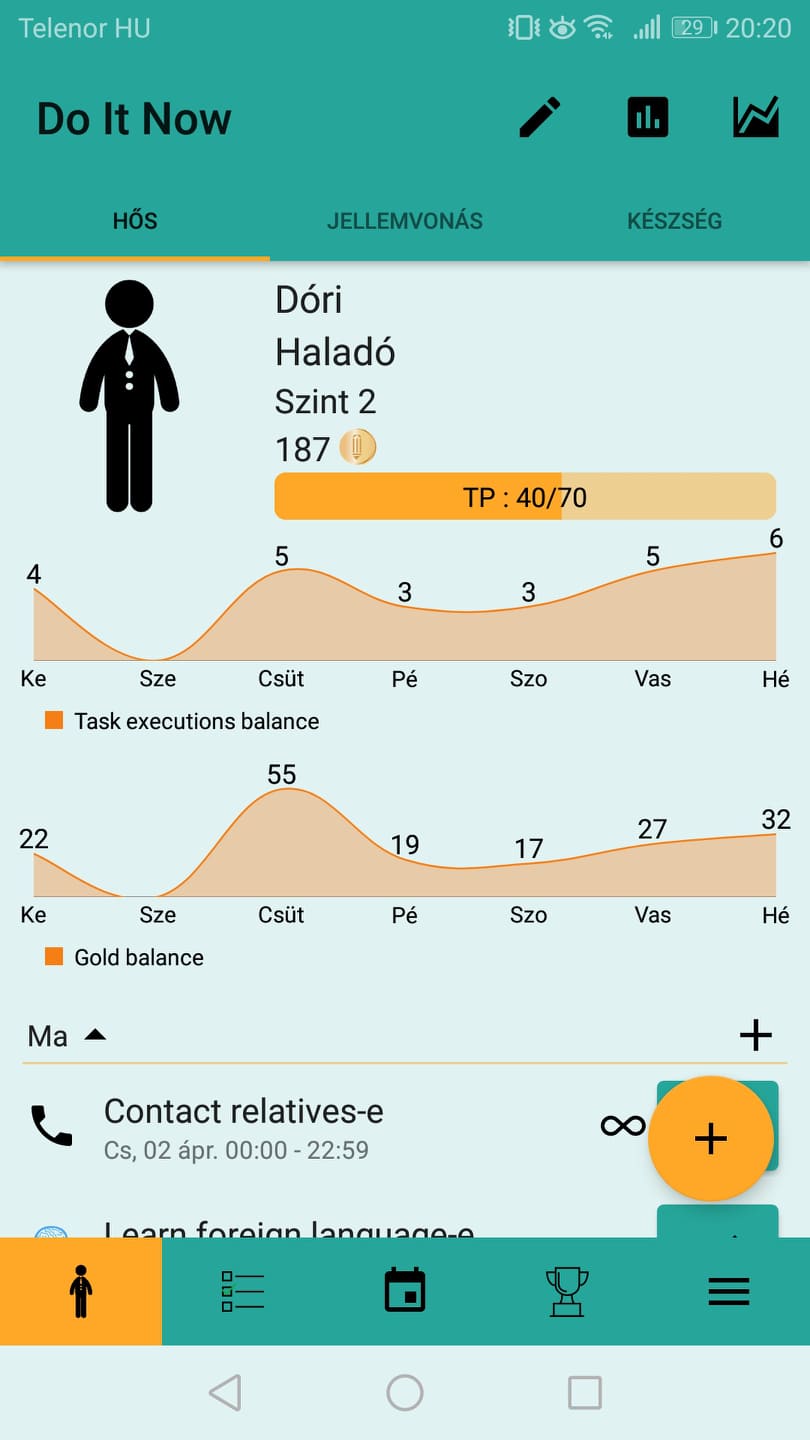 Telenor HU 29 20:20
Do It Now
HŐS JELLEMVONÁS KÉSZSÉG
Dóri
Haladó
Szint 2
187
TP : 40/70
4 5 3 3 5 6
Ke Sze Csüt Pé Szo Vas Hé
Task executions balance
22 55 19 17 27 32
Ke Sze Csüt Pé Szo Vas Hé
Gold balance
Ma
Contact relatives-e
Cs, 02 ápr. 00:00 - 22:59
Learn foreign language-e